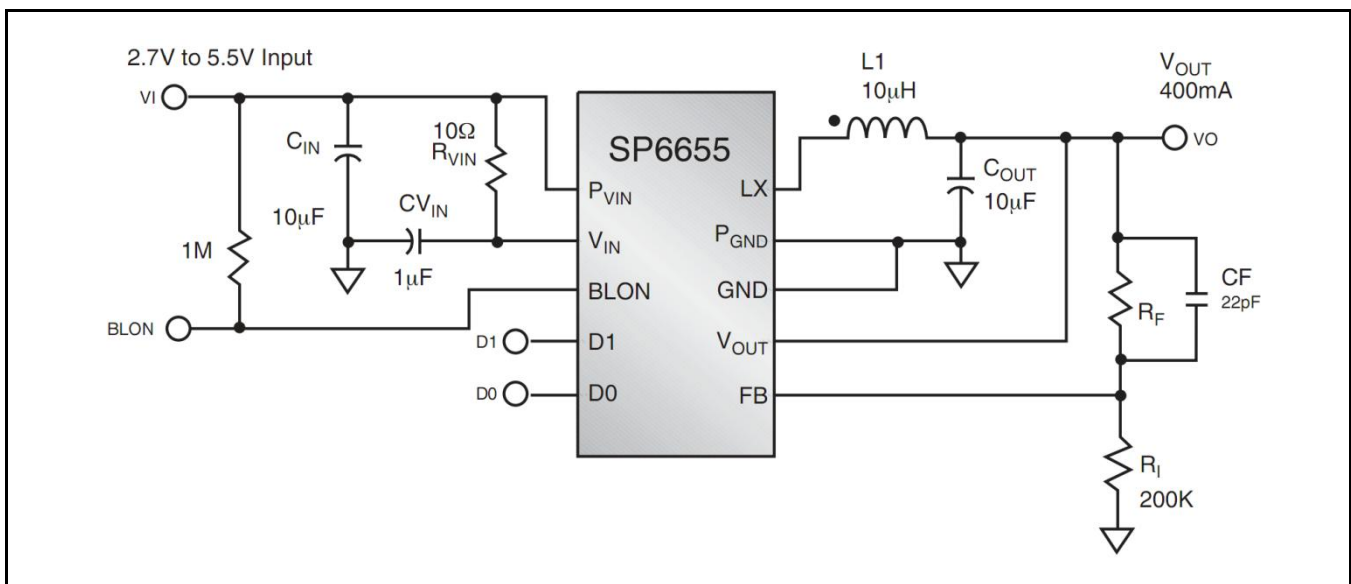 2.7V to 5.5V Input
VI
CIN
10μF
10Ω
RVIN
CVIN
1μF
1M
BLON
D1
D0
SP6655
PVIN
VIN
BLON
D1
D0
LX
PGND
GND
VOUT
FB
L1
10μH
COUT
10μF
VOUT
400mA
VO
RF
CF
22pF
RI
200K